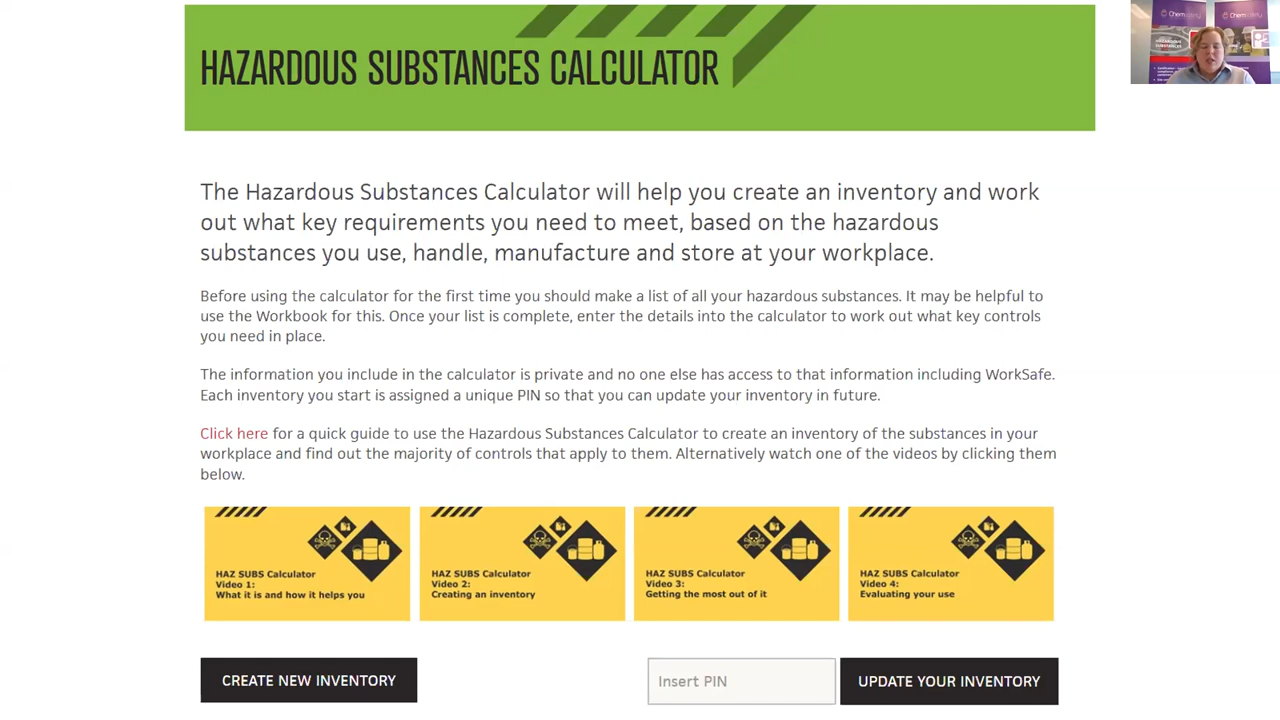 HAZARDOUS SUBSTANCES CALCULATOR
The Hazardous Substances Calculator will help you create an inventory and work
out what key requirements you need to meet, based on the hazardous
substances you use, handle, manufacture and store at your workplace.
Before using the calculator for the first time you should make a list of all your hazardous substances. It may be helpful to
use the Workbook for this. Once your list is complete, enter the details into the calculator to work out what key controls
you need in place.
The information you include in the calculator is private and no one else has access to that information including WorkSafe.
Each inventory you start is assigned a unique PIN so that you can update your inventory in future.
Click here for a quick guide to use the Hazardous Substances Calculator to create an inventory of the substances in your
workplace and find out the majority of controls that apply to them. Alternatively watch one of the videos by clicking them
below.
HAZ SUBS Calculator
Video 1:
What it is and how it helps you
HAZ SUBS Calculator
Video 2:
Creating an inventory
HAZ SUBS Calculator
Video 3:
Getting the most out of it
HAZ SUBS Calculator
Video 4:
Evaluating your use
CREATE NEW INVENTORY
Insert PIN
UPDATE YOUR INVENTORY